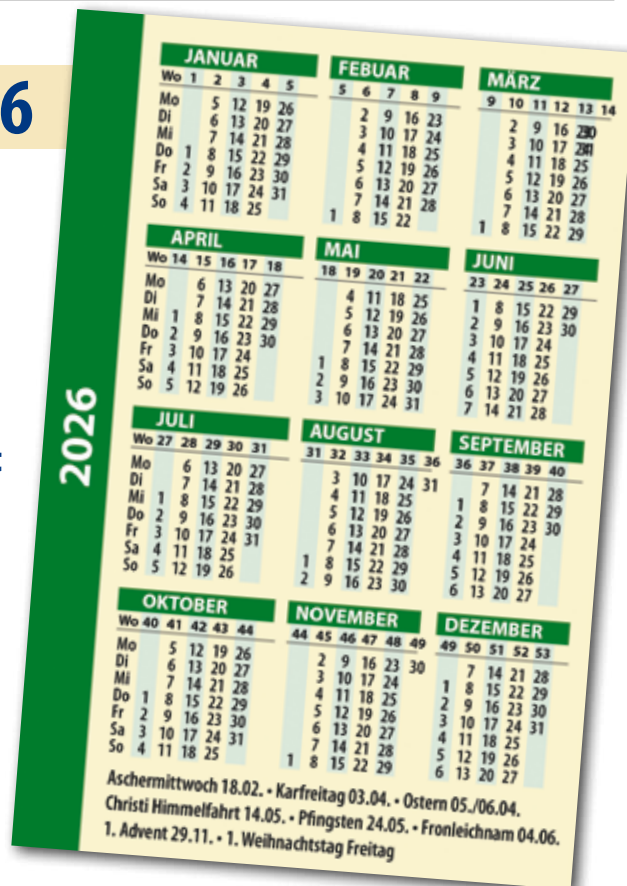 6
2026
JANUAR
Wo 1 2 3 4 5
Mo 5 12 19 26
Di 6 13 20 27
Mi 7 14 21 28
Do 1 8 15 22 29
Fr 2 9 16 23 30
Sa 3 10 17 24 31
So 4 11 18 25
FEBUAR
5 6 7 8 9
2 9 16 23
3 10 17 24
4 11 18 25
5 12 19 26
6 13 20 27
7 14 21 28
1 8 15 22
MÄRZ
9 10 11 12 13 14
2 9 16
3 10 17
4 11 18 25
5 12 19 26
6 13 20 27
7 14 21 28
1 8 15 22 29
APRIL
Wo 14 15 16 17 18
Mo 6 13 20 27
Di 7 14 21 28
Mi 1 8 15 22 29
Do 2 9 16 23 30
Fr 3 10 17 24
Sa 4 11 18 25
So 5 12 19 26
MAI
18 19 20 21 22
4 11 18 25
5 12 19 26
6 13 20 27
7 14 21 28
1 8 15 22 29
2 9 16 23 30
3 10 17 24 31
JUNI
23 24 25 26 27
1 8 15 22 29
2 9 16 23 30
3 10 17 24
4 11 18 25
5 12 19 26
6 13 20 27
7 14 21 28
JULI
Wo 27 28 29 30 31
Mo 6 13 20 27
Di 7 14 21 28
Mi 1 8 15 22 29
Do 2 9 16 23 30
Fr 3 10 17 24 31
Sa 4 11 18 25
So 5 12 19 26
AUGUST
31 32 33 34 35 36
3 10 17 24 31
4 11 18 25
5 12 19 26
6 13 20 27
7 14 21 28
1 8 15 22 29
2 9 16 23 30
SEPTEMBER
36 37 38 39 40
7 14 21 28
1 8 15 22 29
2 9 16 23 30
3 10 17 24
4 11 18 25
5 12 19 26
6 13 20 27
OKTOBER
Wo 40 41 42 43 44
Mo 5 12 19 26
Di 6 13 20 27
Mi 7 14 21 28
Do 1 8 15 22 29
Fr 2 9 16 23 30
Sa 3 10 17 24 31
So 4 11 18 25
NOVEMBER
44 45 46 47 48 49
2 9 16 23 30
3 10 17 24
4 11 18 25
5 12 19 26
6 13 20 27
7 14 21 28
1 8 15 22 29
DEZEMBER
49 50 51 52 53
7 14 21 28
1 8 15 22 29
2 9 16 23 30
3 10 17 24 31
4 11 18 25
5 12 19 26
6 13 20 27
Aschermittwoch 18.02. • Karfreitag 03.04. • Ostern 05./06.04.
Christi Himmelfahrt 14.05. • Pfingsten 24.05. • Fronleichnam 04.06.
1. Advent 29.11. • 1. Weihnachtstag Freitag